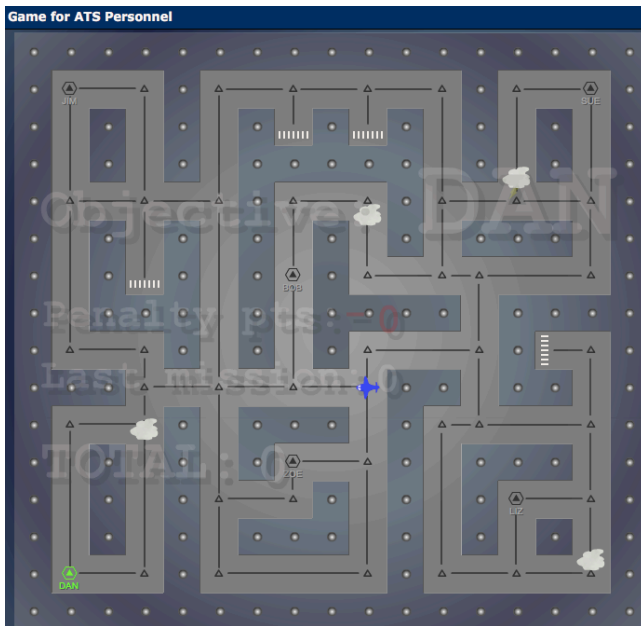 Game for ATS Personnel
JIM
SUE
Objective: DAN
BOB
Penalty pts:-0
Last mission:0
TOTAL: 0
ZOE
LIZ
DAN